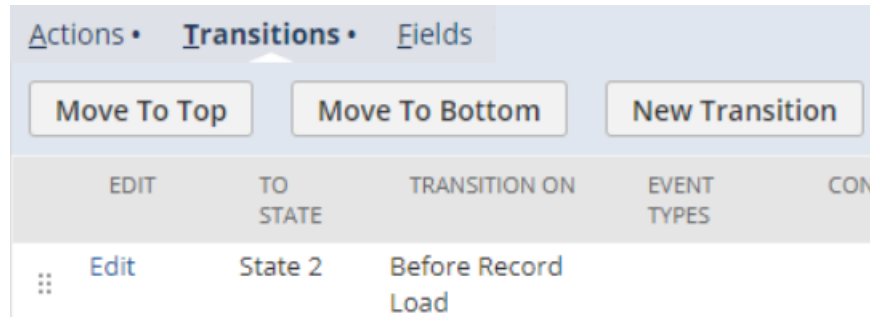 Actions • Transitions • Fields
Move To Top Move To Bottom New Transition
EDIT TO STATE TRANSITION ON EVENT TYPES CON
Edit State 2 Before Record Load